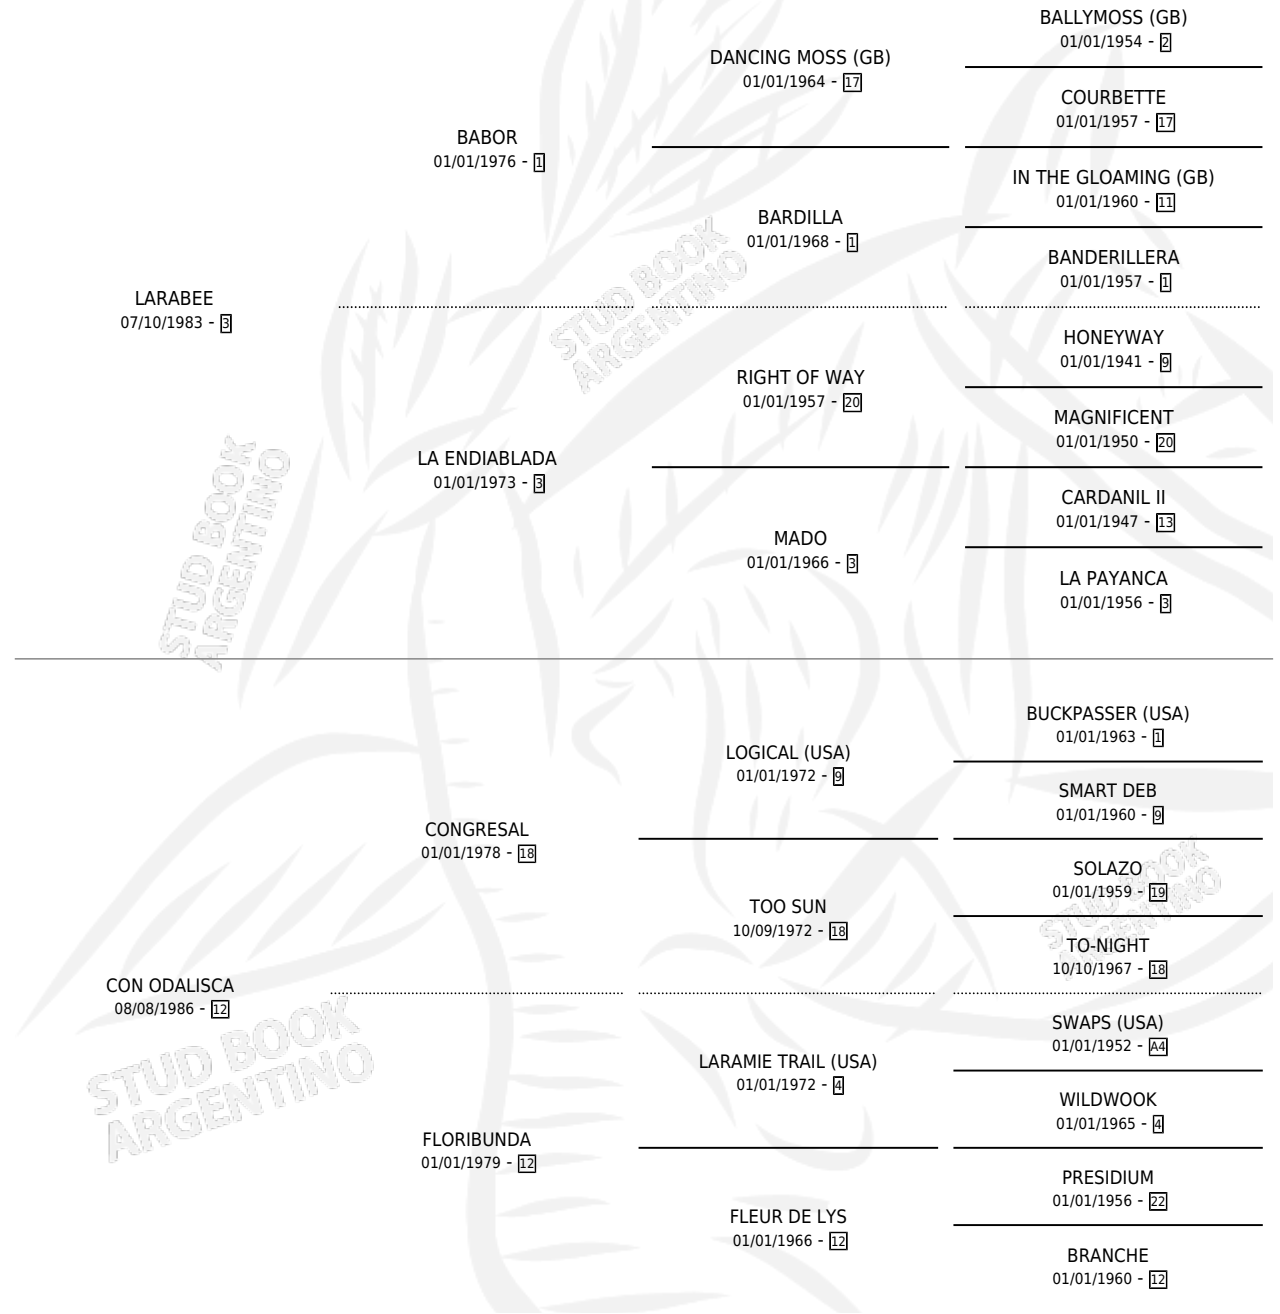 BALLYMOSS (GB)
01/01/1954 - 2
DANCING MOSS (GB)
01/01/1964 - 17
COURBETTE
01/01/1957 - 17
BABOR
01/01/1976 - 1
IN THE GLOAMING (GB)
01/01/1960 - 11
BARDILLA
01/01/1968 - 1
BANDERILLERA
01/01/1957 - 1
LARABEE
07/10/1983 - 3
HONEYWAY
01/01/1941 - 9
RIGHT OF WAY
01/01/1957 - 20
MAGNIFICENT
01/01/1950 - 20
LA ENDIABLADA
01/01/1973 - 3
CARDANIL II
01/01/1947 - 13
MADO
01/01/1966 - 3
LA PAYANCA
01/01/1956 - 3
BUCKPASSER (USA)
01/01/1963 - 1
LOGICAL (USA)
01/01/1972 - 9
SMART DEB
01/01/1960 - 9
CONGRESAL
01/01/1978 - 18
SOLAZO
01/01/1959 - 19
TOO SUN
10/09/1972 - 18
TO-NIGHT
10/10/1967 - 18
CON ODALISCA
08/08/1986 - 12
SWAPS (USA)
01/01/1952 - A4
LARAMIE TRAIL (USA)
01/01/1972 - 4
WILDWOOK
01/01/1965 - 4
FLORIBUNDA
01/01/1979 - 12
PRESIDIUM
01/01/1956 - 22
FLEUR DE LYS
01/01/1966 - 12
BRANCHE
01/01/1960 - 12
STUD BOOK
ARGENTINO
STUD BOOK
ARGENTINO
STUD BOOK
ARGENTINO
STUD BOOK
ARGENTINO